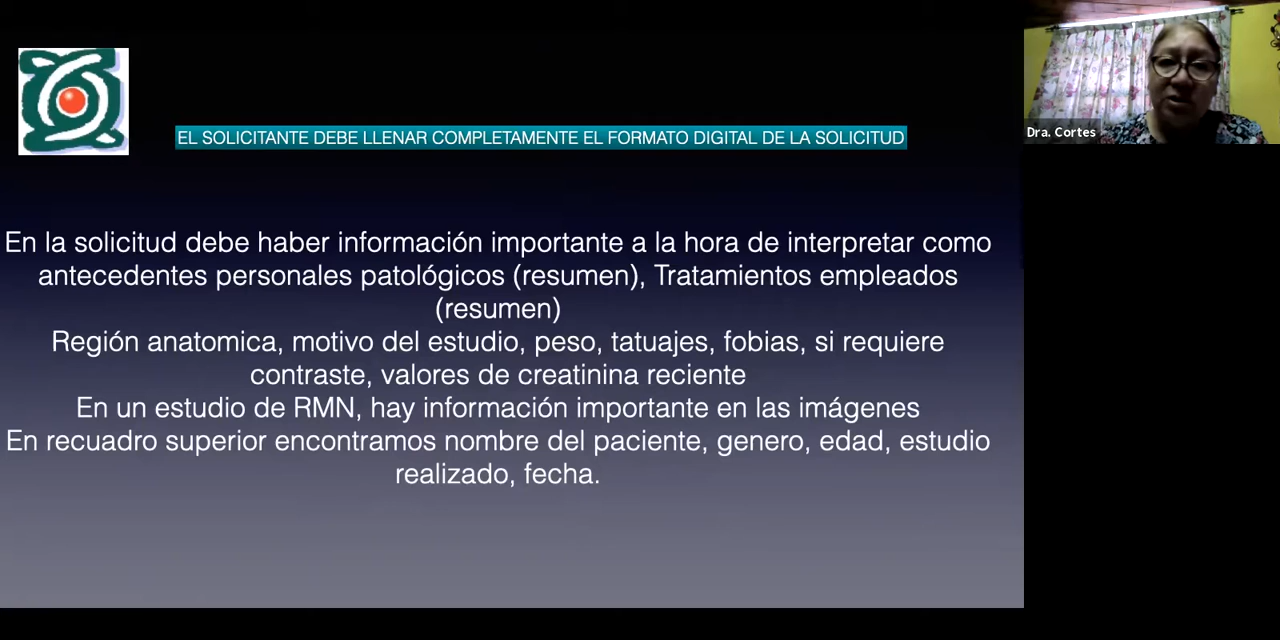 EL SOLICITANTE DEBE LLENAR COMPLETAMENTE EL FORMATO DIGITAL DE LA SOLICITUD
En la solicitud debe haber información importante a la hora de interpretar como
antecedentes personales patológicos (resumen), Tratamientos empleados
(resumen)
Región anatomica, motivo del estudio, peso, tatuajes, fobias, si requiere
contraste, valores de creatinina reciente
En un estudio de RMN, hay información importante en las imágenes
En recuadro superior encontramos nombre del paciente, genero, edad, estudio
realizado, fecha.
Dra. Cortes